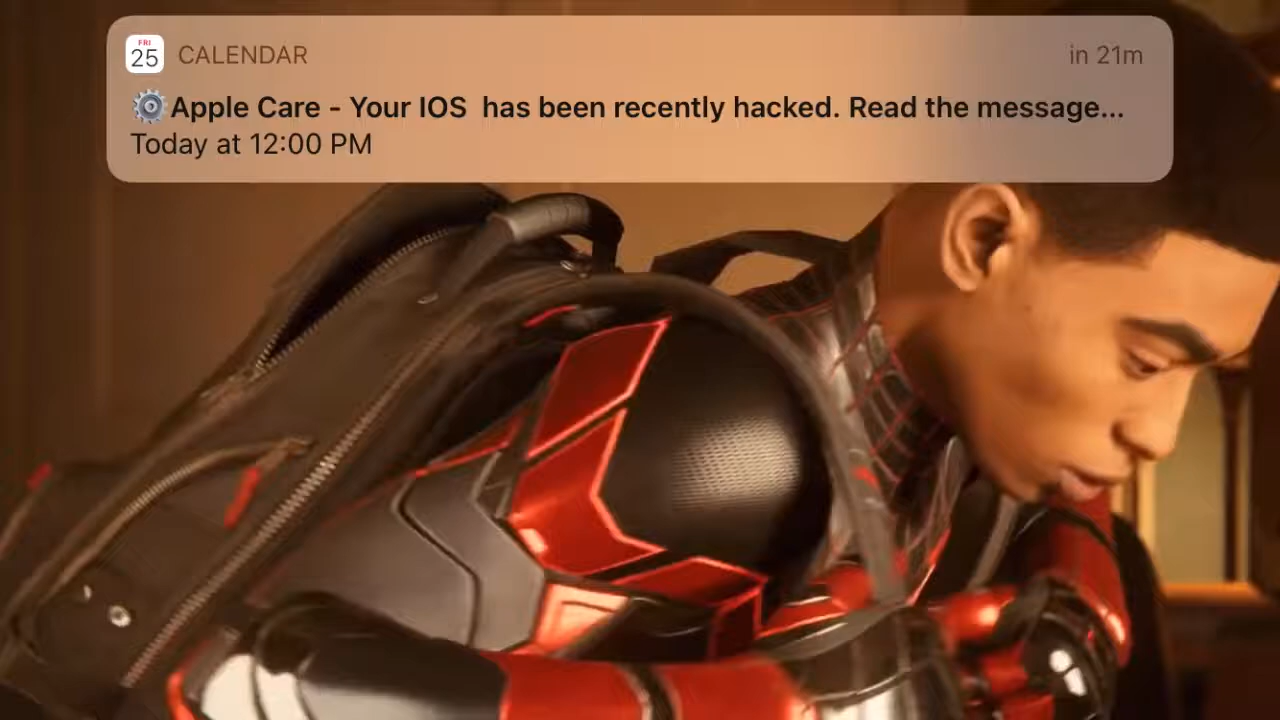 FRI
25
CALENDAR
in 21m
⚙️Apple Care - Your IOS  has been recently hacked. Read the message...
Today at 12:00 PM